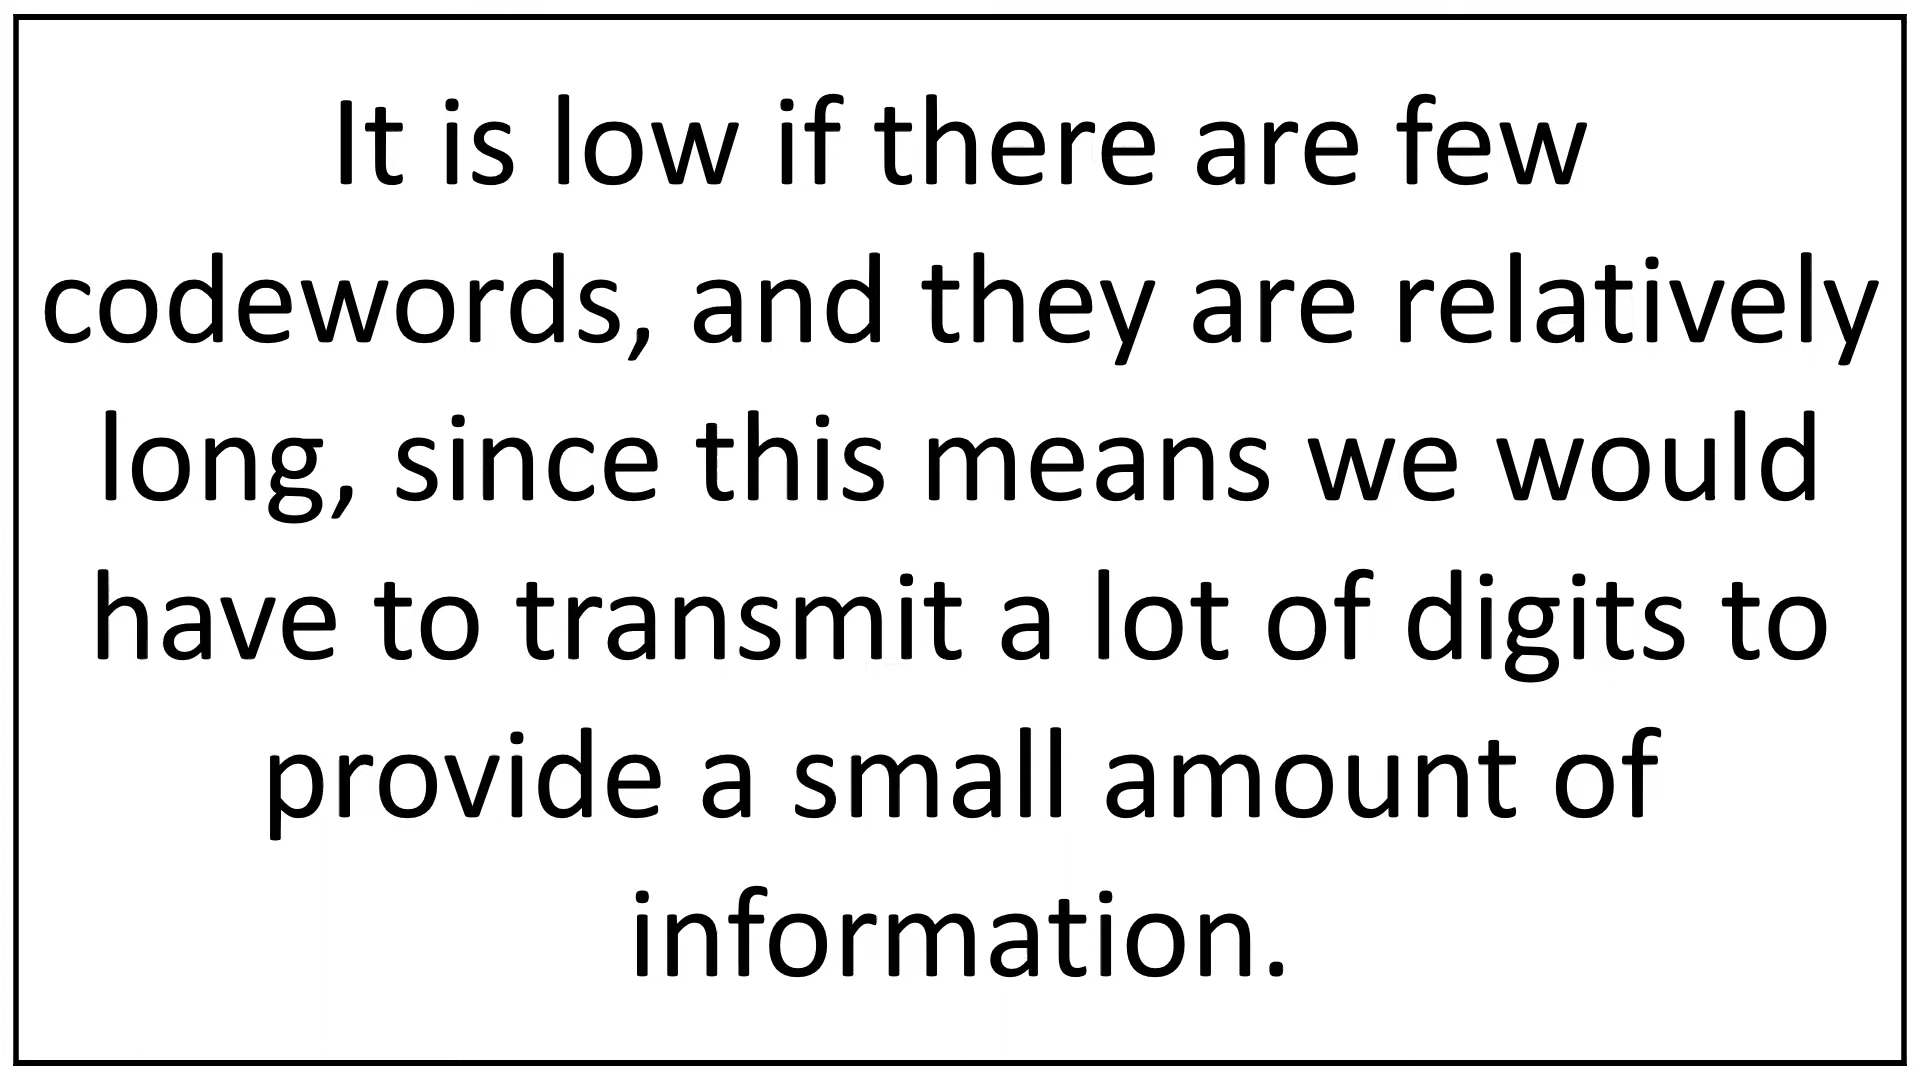 It is low if there are few
codewords, and they are relatively
long, since this means we would
have to transmit a lot of digits to
provide a small amount of
information.